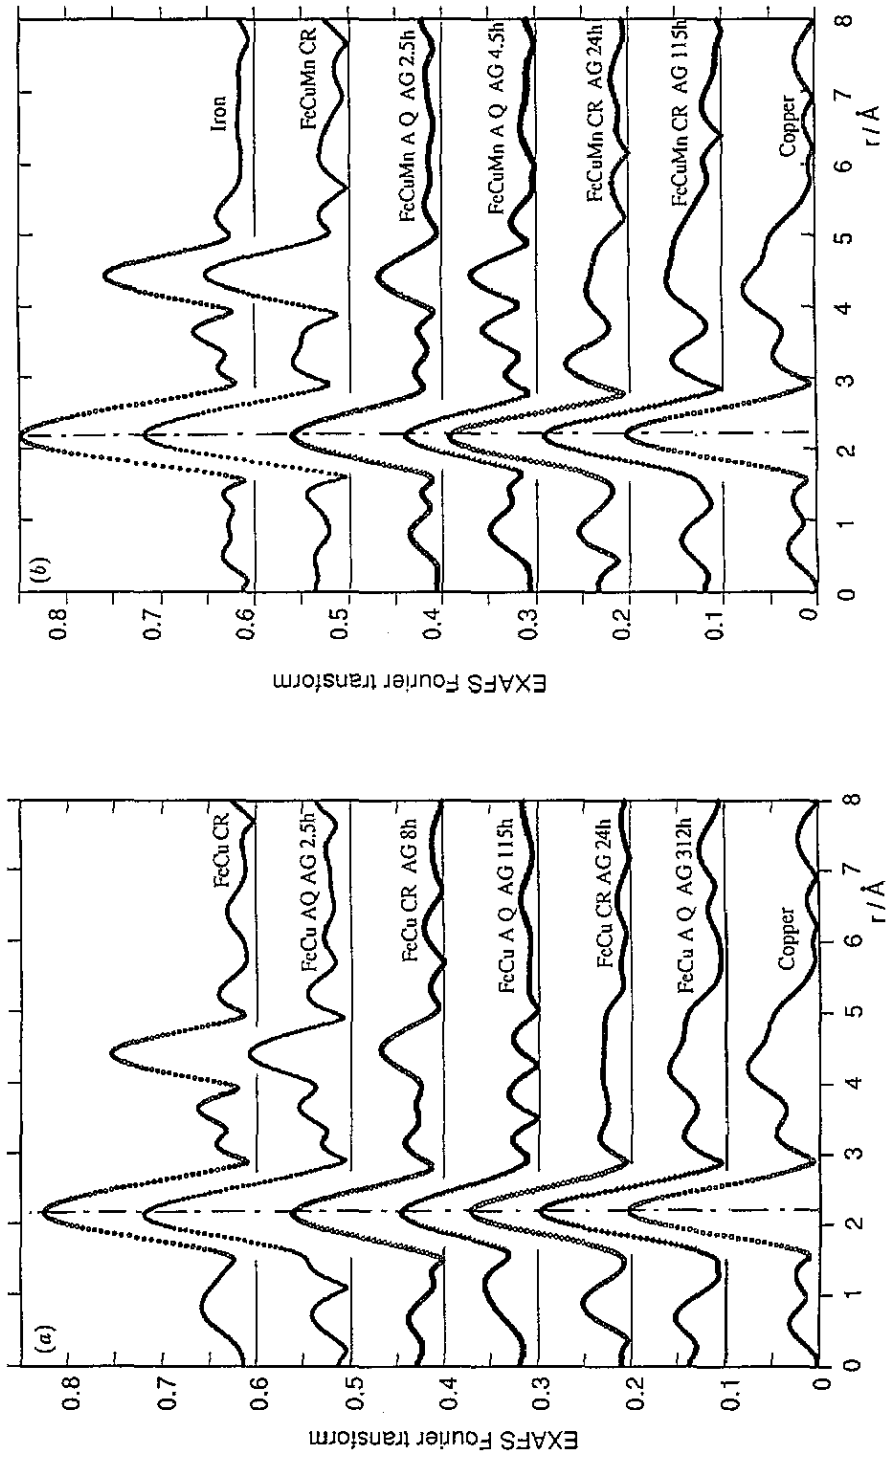 (a)
EXAFS Fourier transform
0.8
0.7
0.6
0.5
0.4
0.3
0.2
0.1
0
FeCu CR
FeCu AQ AG 2.5h
FeCu CR AG 8h
FeCu A Q AG 115h
FeCu CR AG 24h
FeCu A Q AG 312h
Copper
0 1 2 3 4 5 6 7 8
r / Å
(b)
EXAFS Fourier transform
0.8
0.7
0.6
0.5
0.4
0.3
0.2
0.1
0
Iron
FeCuMn CR
FeCuMn A Q AG 2.5h
FeCuMn A Q AG 4.5h
FeCuMn CR AG 24h
FeCuMn CR AG 115h
Copper
0 1 2 3 4 5 6 7 8
r / Å